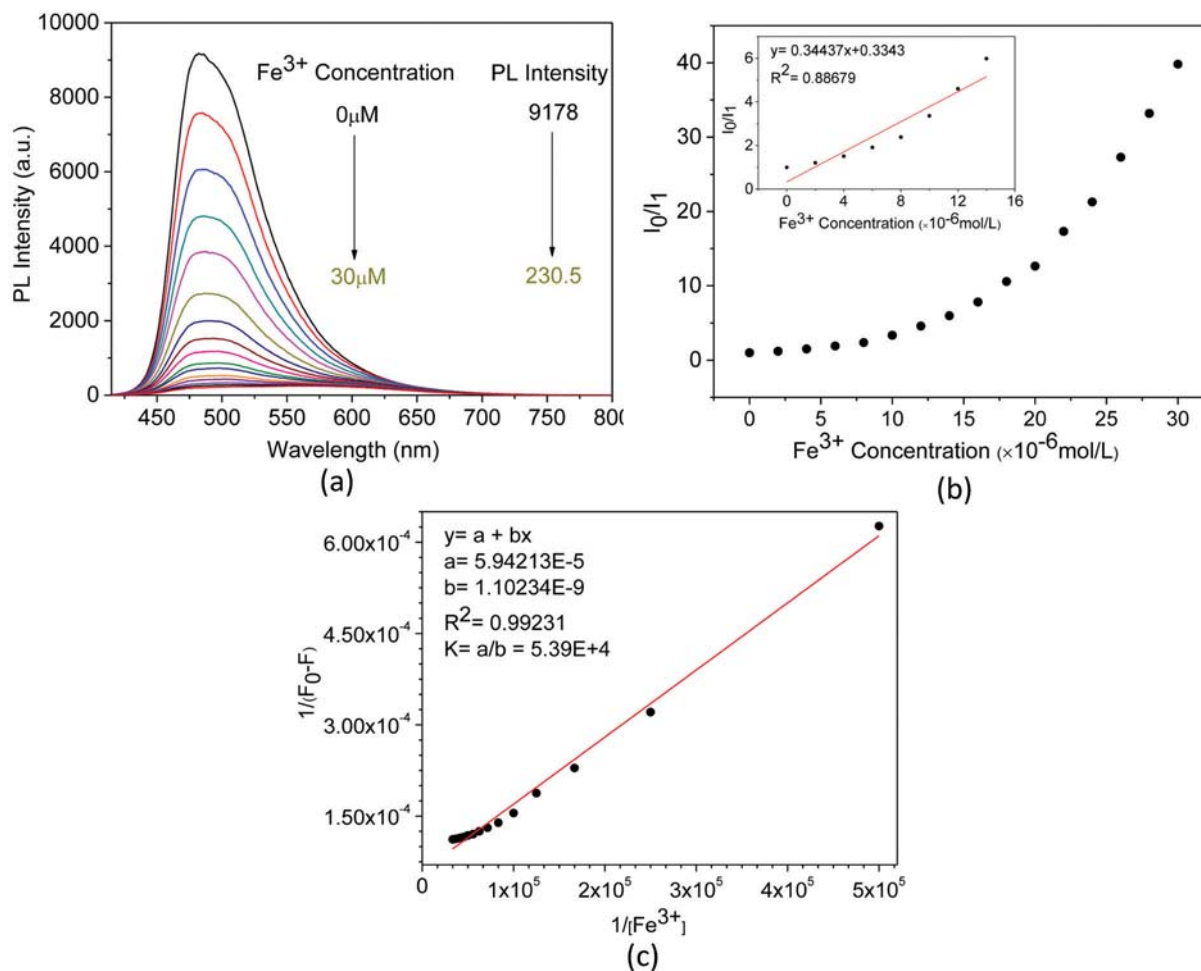 10000
8000
6000
4000
2000
0
PL Intensity (a.u.)
Fe3+ Concentration PL Intensity
0μM 9178
30μM 230.5
450 500 550 600 650 700 750 800
Wavelength (nm)
(a)
40
30
20
10
0
I0/I1
y= 0.34437x+0.3343
R2= 0.88679
6
4
2
0
I0/I1
0 4 8 12 16
Fe3+ Concentration (×10-6mol/L)
0 5 10 15 20 25 30
Fe3+ Concentration (×10-6mol/L)
(b)
6.00x10-4
4.50x10-4
3.00x10-4
1.50x10-4
1/(F0-F)
y= a + bx
a= 5.94213E-5
b= 1.10234E-9
R2= 0.99231
K= a/b = 5.39E+4
0 1x105 2x105 3x105 4x105 5x105
1/[Fe3+]
(c)